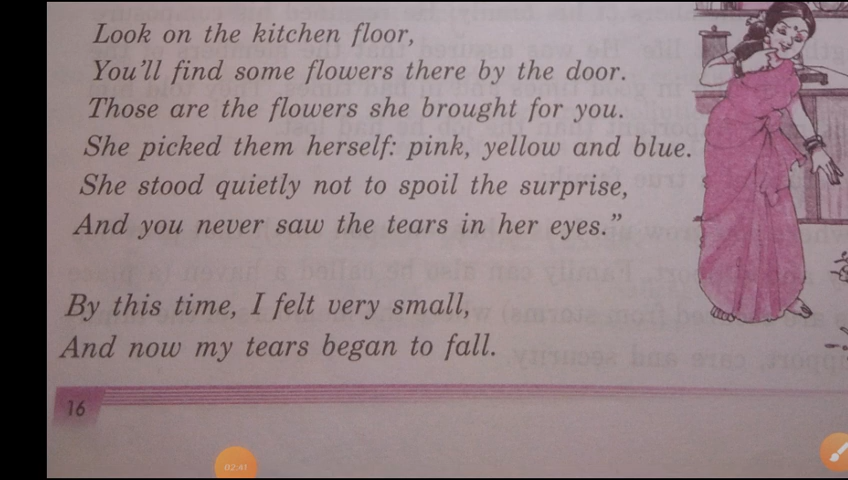 Look on the kitchen floor,
You'll find some flowers there by the door.
Those are the flowers she brought for you.
She picked them herself: pink, yellow and blue.
She stood quietly not to spoil the surprise,
And you never saw the tears in her eyes."
By this time, I felt very small,
And now my tears began to fall.
16
02:41